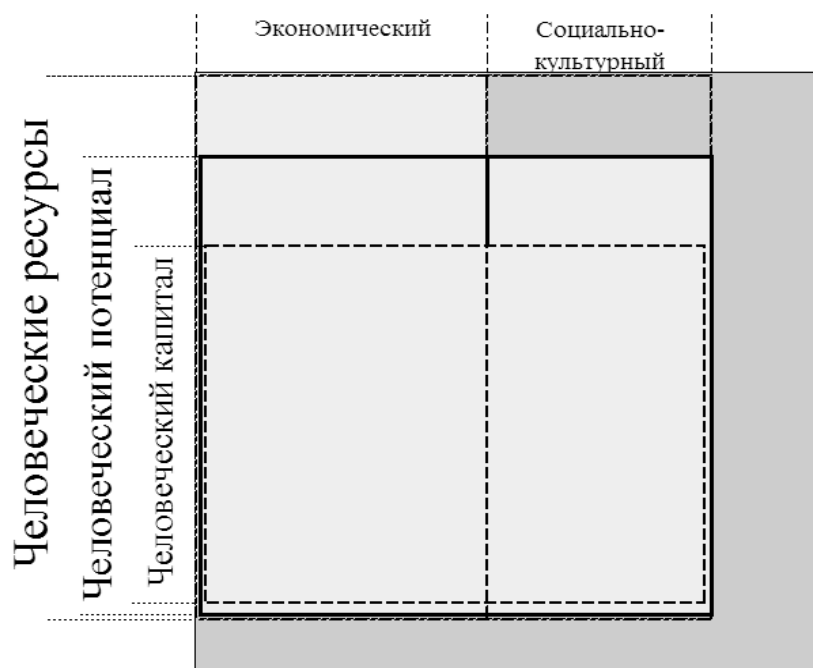 Экономический
Социально-
культурный
Человеческие ресурсы
Человеческий потенциал
Человеческий капитал